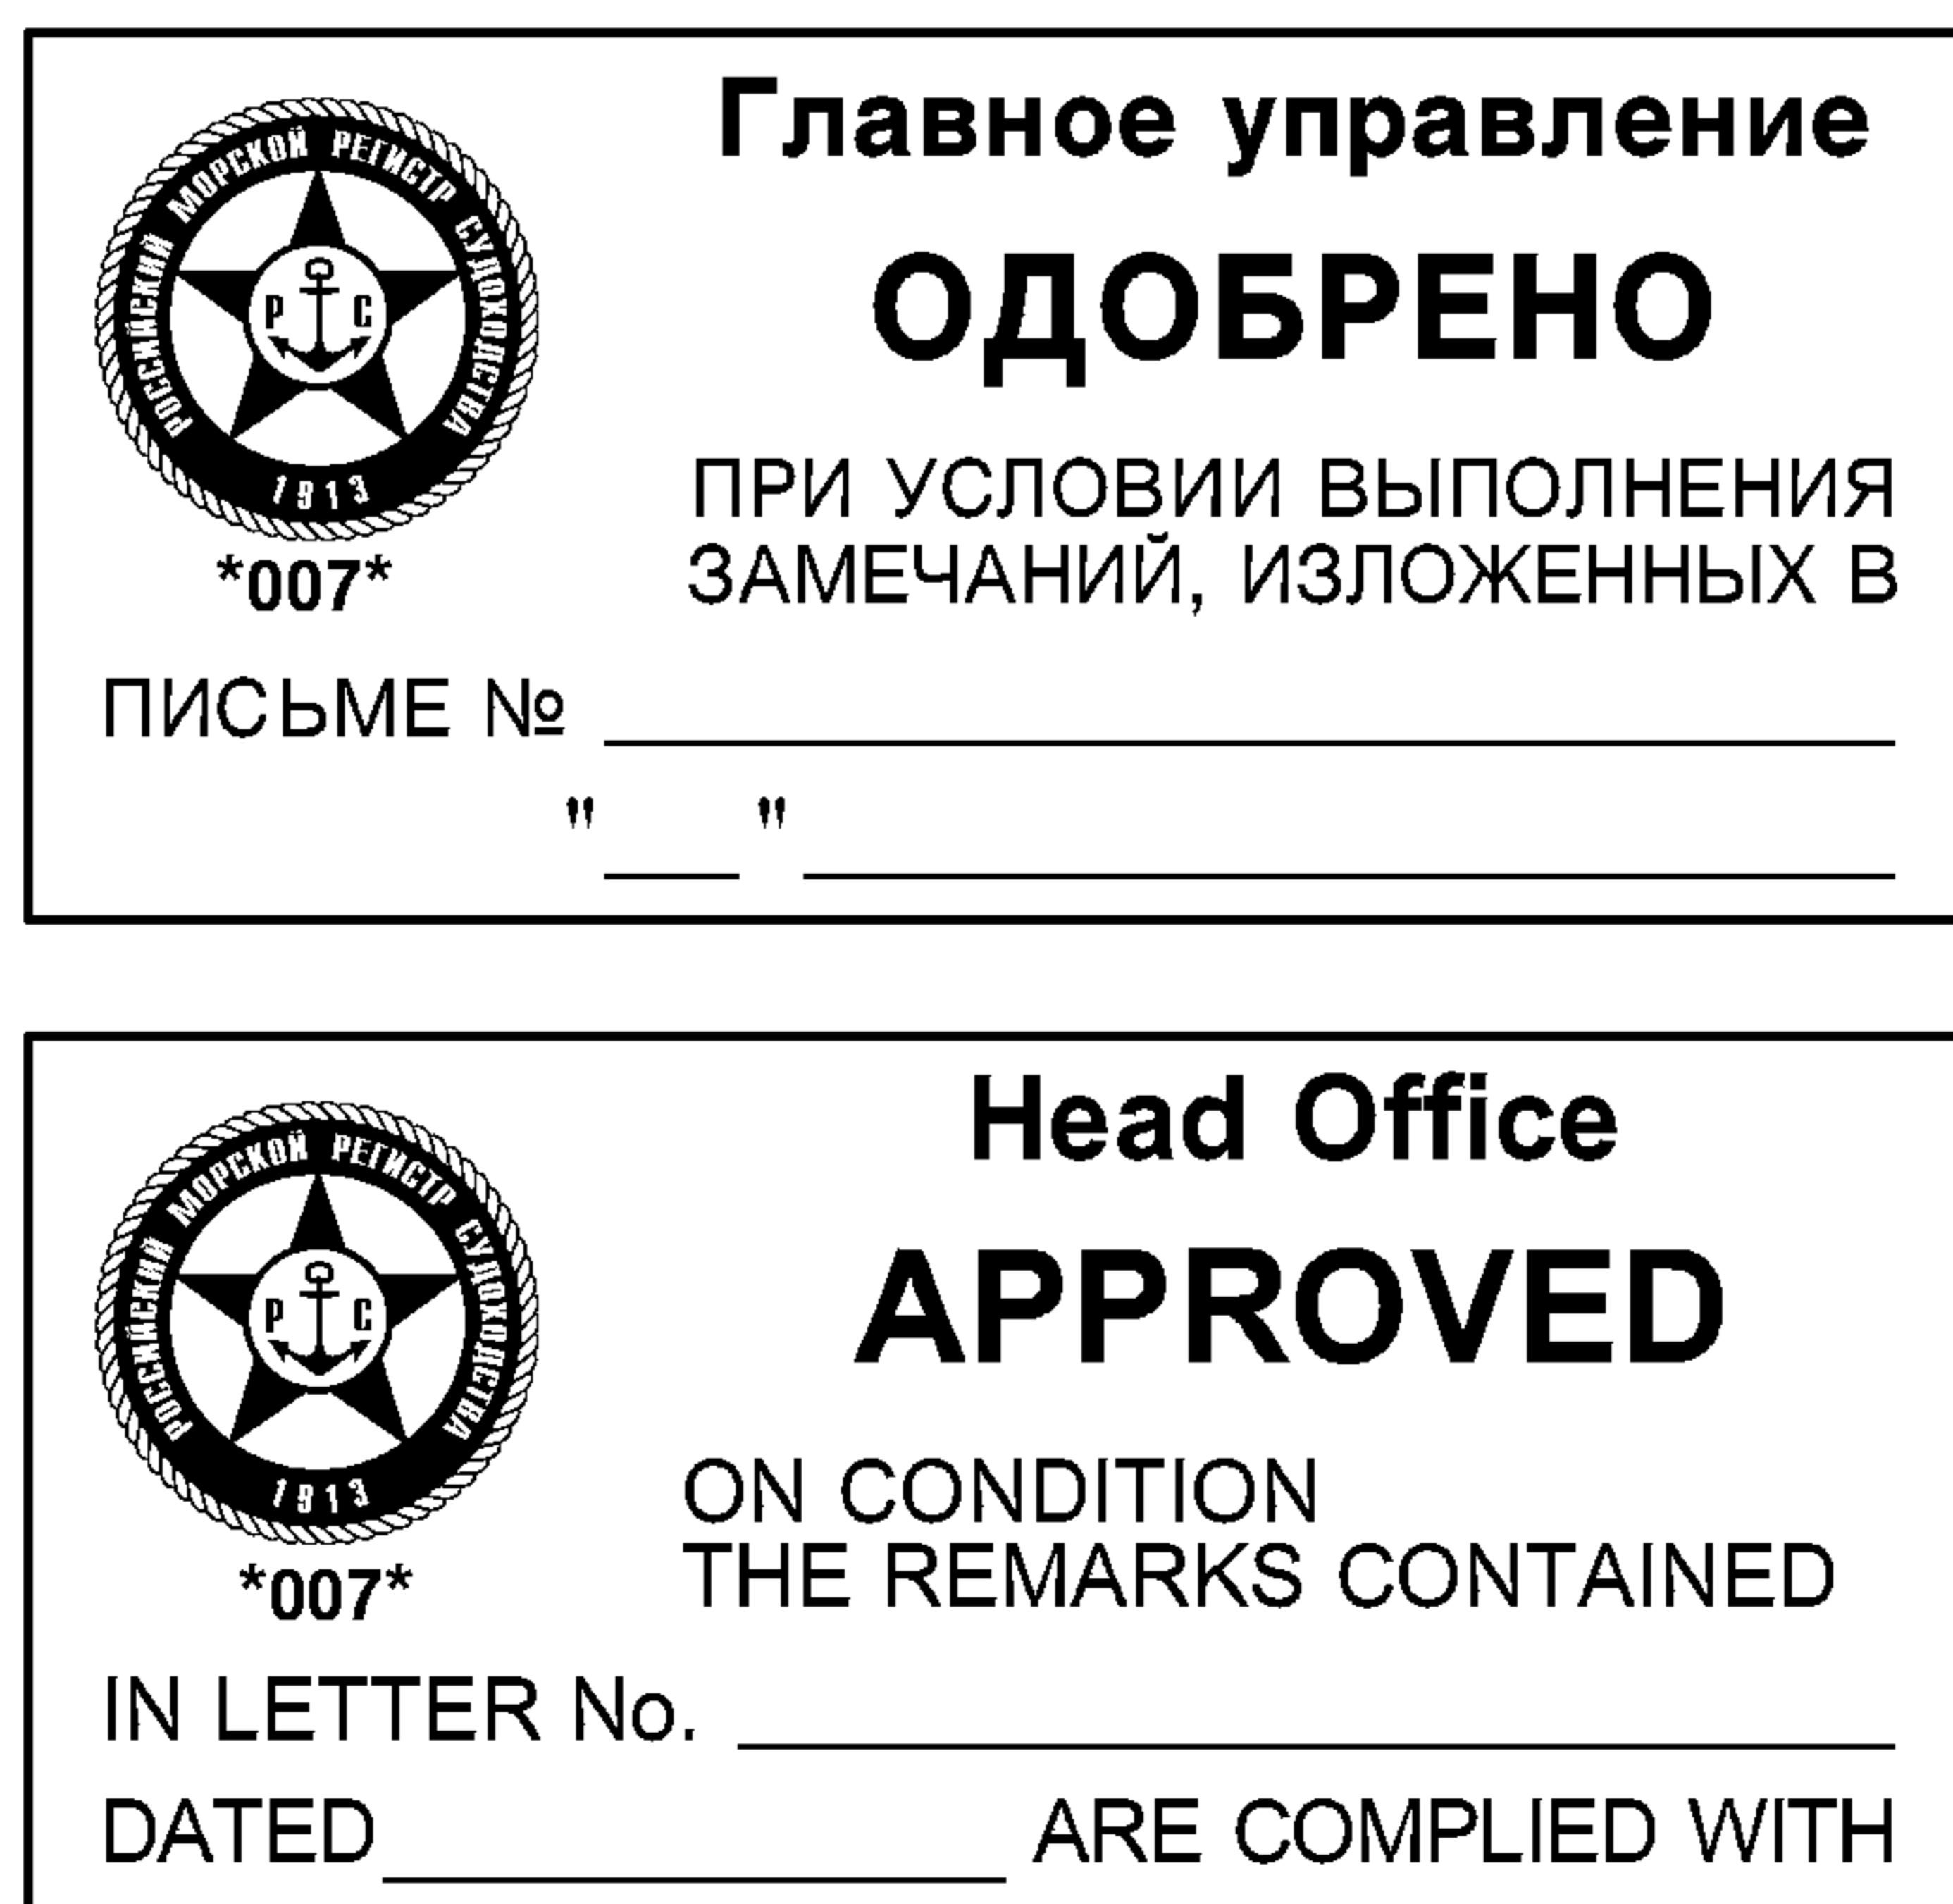 Главное управление
ОДОБРЕНО
РОССИЙСКИЙ МОРСКОЙ РЕГИСТР СУДОХОДСТВА
Р С
1913
*007*
ПРИ УСЛОВИИ ВЫПОЛНЕНИЯ
ЗАМЕЧАНИЙ, ИЗЛОЖЕННЫХ В
ПИСЬМЕ №
" "
Head Office
APPROVED
РОССИЙСКИЙ МОРСКОЙ РЕГИСТР СУДОХОДСТВА
Р С
1913
*007*
ON CONDITION
THE REMARKS CONTAINED
IN LETTER No.
DATED ARE COMPLIED WITH